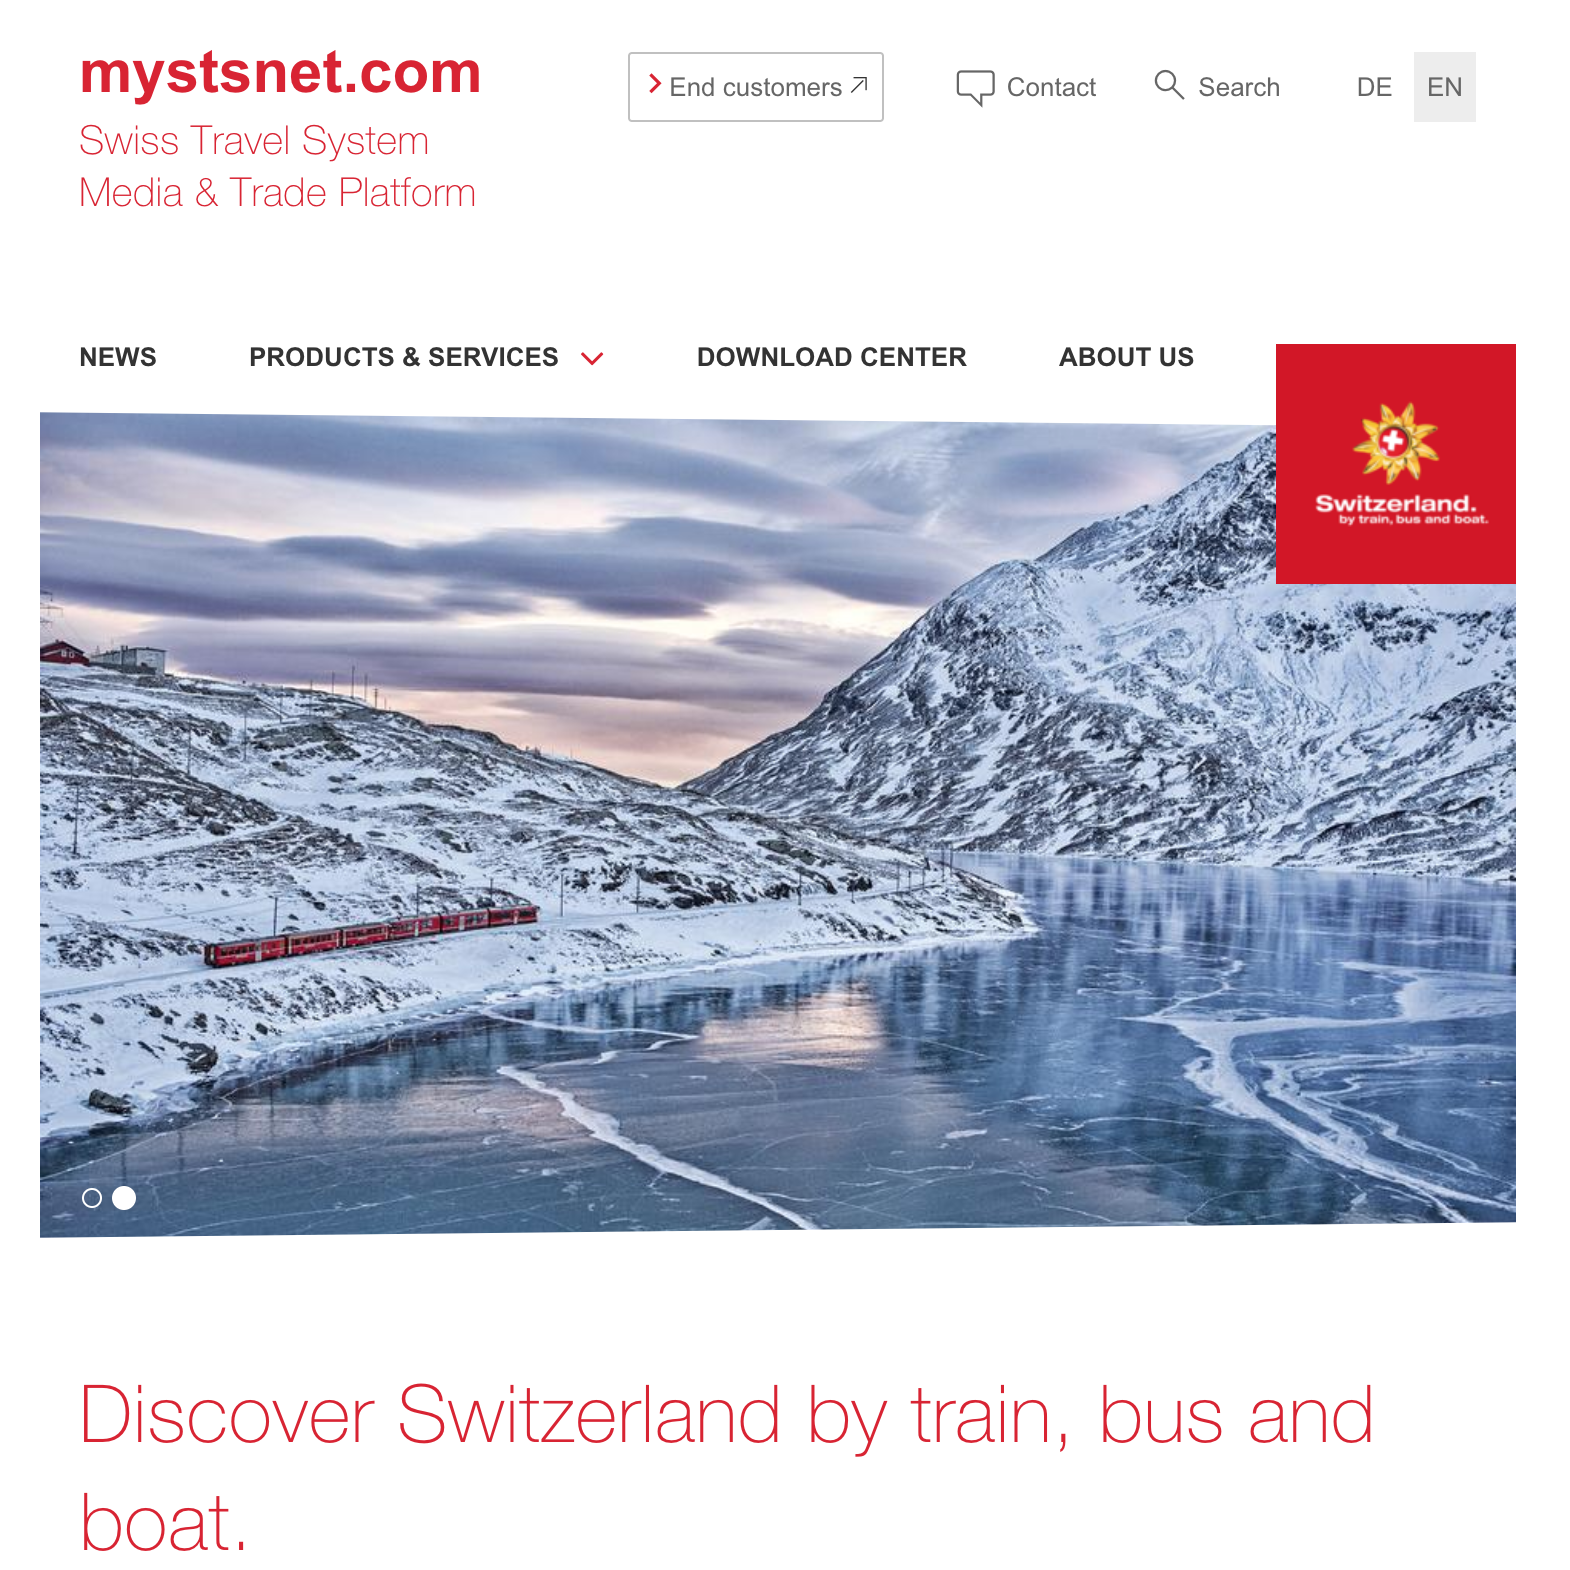 mystsnet.com
Swiss Travel System
Media & Trade Platform
End customers
Contact
Search
DE
EN
NEWS
PRODUCTS & SERVICES
DOWNLOAD CENTER
ABOUT US
Switzerland.
by train, bus and boat.
Discover Switzerland by train, bus and
boat.